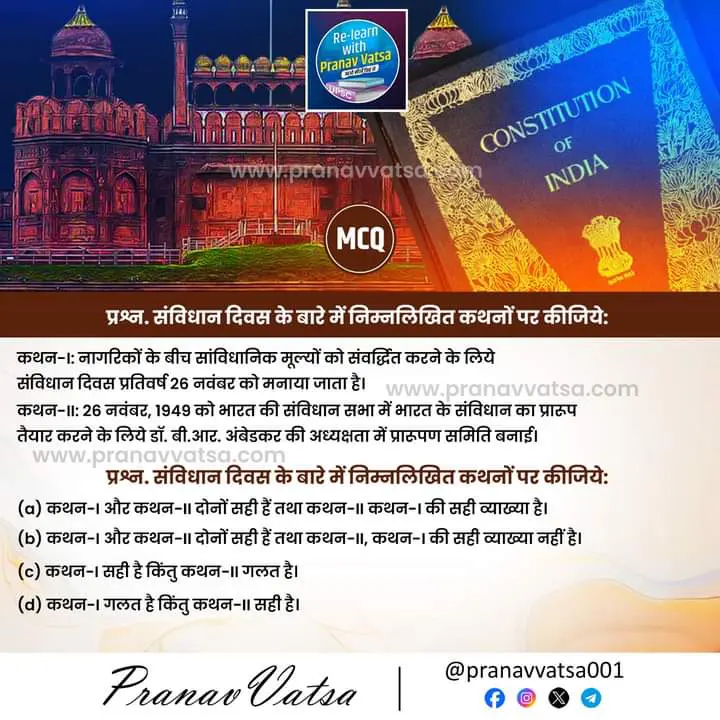 Re-learn
with
Pranav Vatsa
UPSC
CONSTITUTION
OF
INDIA
www.pranavvatsa.com
MCQ
प्रश्न. संविधान दिवस के बारे में निम्नलिखित कथनों पर कीजिये:
कथन-I: नागरिकों के बीच सांविधानिक मूल्यों को संवर्द्धित करने के लिये
संविधान दिवस प्रतिवर्ष 26 नवंबर को मनाया जाता है।
www.pranavvatsa.com
कथन-II: 26 नवंबर, 1949 को भारत की संविधान सभा में भारत के संविधान का प्रारूप
तैयार करने के लिये डॉ. बी.आर. अंबेडकर की अध्यक्षता में प्रारूपण समिति बनाई।
www.pranavvatsa.com
प्रश्न. संविधान दिवस के बारे में निम्नलिखित कथनों पर कीजिये:
(a) कथन-I और कथन-II दोनों सही हैं तथा कथन-II कथन-I की सही व्याख्या है।
(b) कथन-I और कथन-II दोनों सही हैं तथा कथन-II, कथन-I की सही व्याख्या नहीं है।
(c) कथन-I सही है किंतु कथन-II गलत है।
(d) कथन-I गलत है किंतु कथन-II सही है।
Pranav Vatsa
@pranavvatsa001